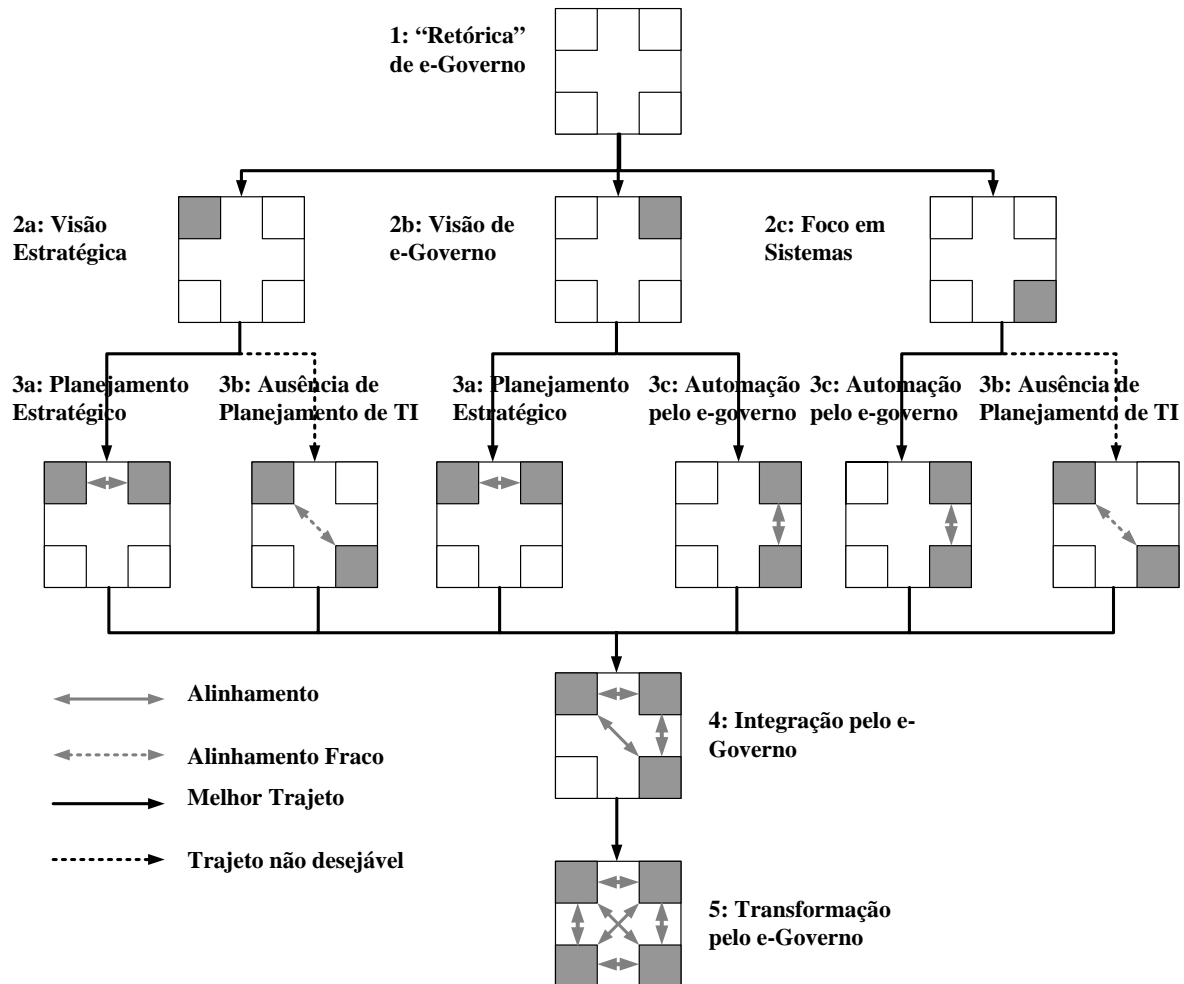 1: “Retórica”
de e-Governo
2a: Visão
Estratégica
2b: Visão de
e-Governo
2c: Foco em
Sistemas
3a: Planejamento
Estratégico
3b: Ausência de
Planejamento de TI
3a: Planejamento
Estratégico
3c: Automação
pelo e-governo
3c: Automação
pelo e-governo
3b: Ausência de
Planejamento de TI
Alinhamento
Alinhamento Fraco
Melhor Trajeto
Trajeto não desejável
4: Integração pelo e-
Governo
5: Transformação
pelo e-Governo